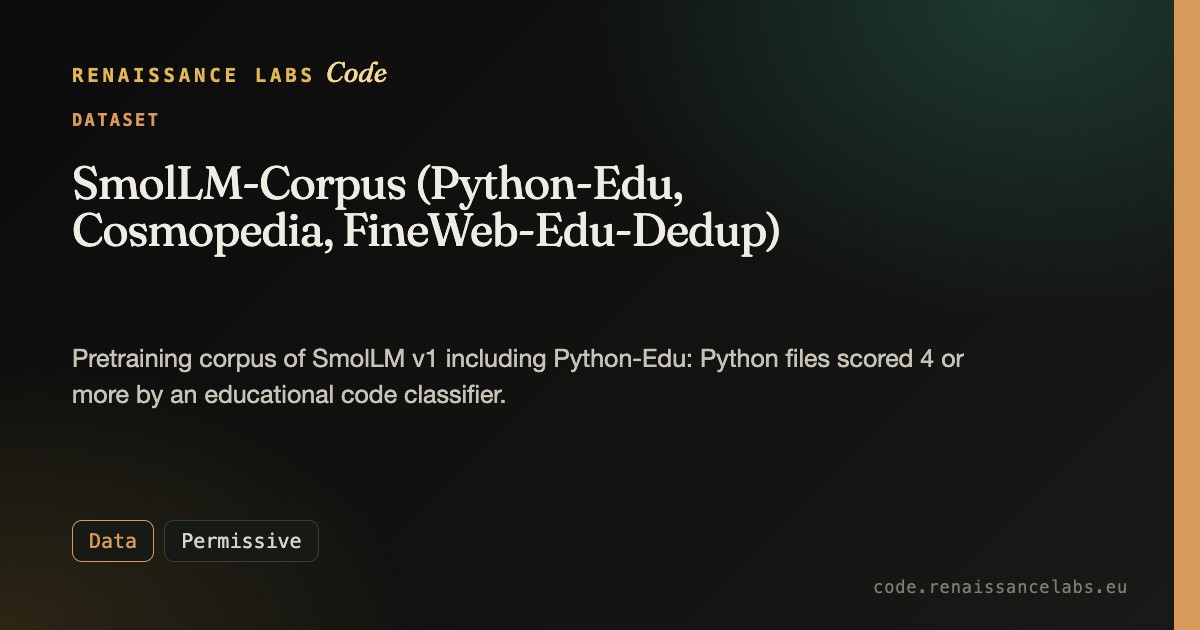 RENAISSANCE LABS Code
DATASET
SmolLM-Corpus (Python-Edu,
Cosmopedia, FineWeb-Edu-Dedup)
Pretraining corpus of SmolLM v1 including Python-Edu: Python files scored 4 or
more by an educational code classifier.
Data Permissive
code.renaissancelabs.eu